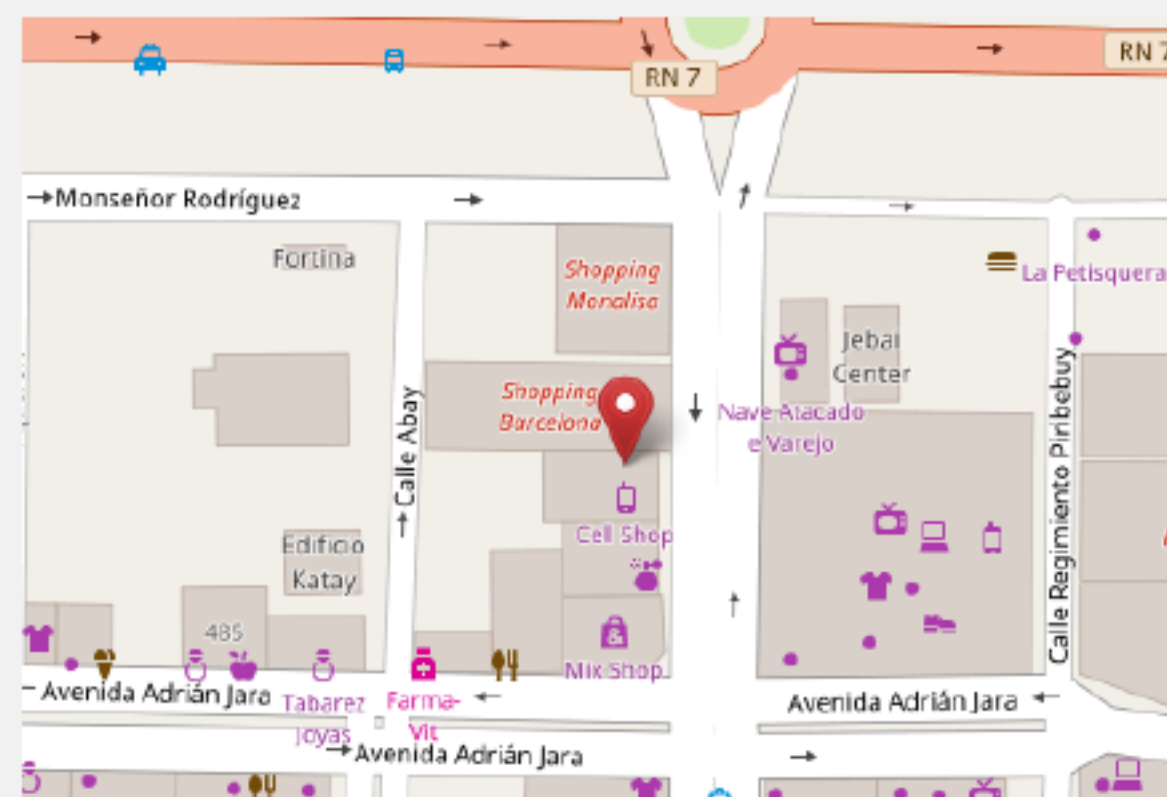 RN 7
RN 7
Monseñor Rodríguez
Fortina
Shopping
Monalisa
La Petisquera
Jebai
Center
Shopping
Barcelona
Nave Atacado
e Varejo
Calle Abay
Calle Regimiento Piribebuy
Cell Shop
Edificio
Katay
485
Mix Shop
Avenida Adrián Jara
Tabarez
Joyas
Farma-
Vit
Avenida Adrián Jara
Avenida Adrián Jara